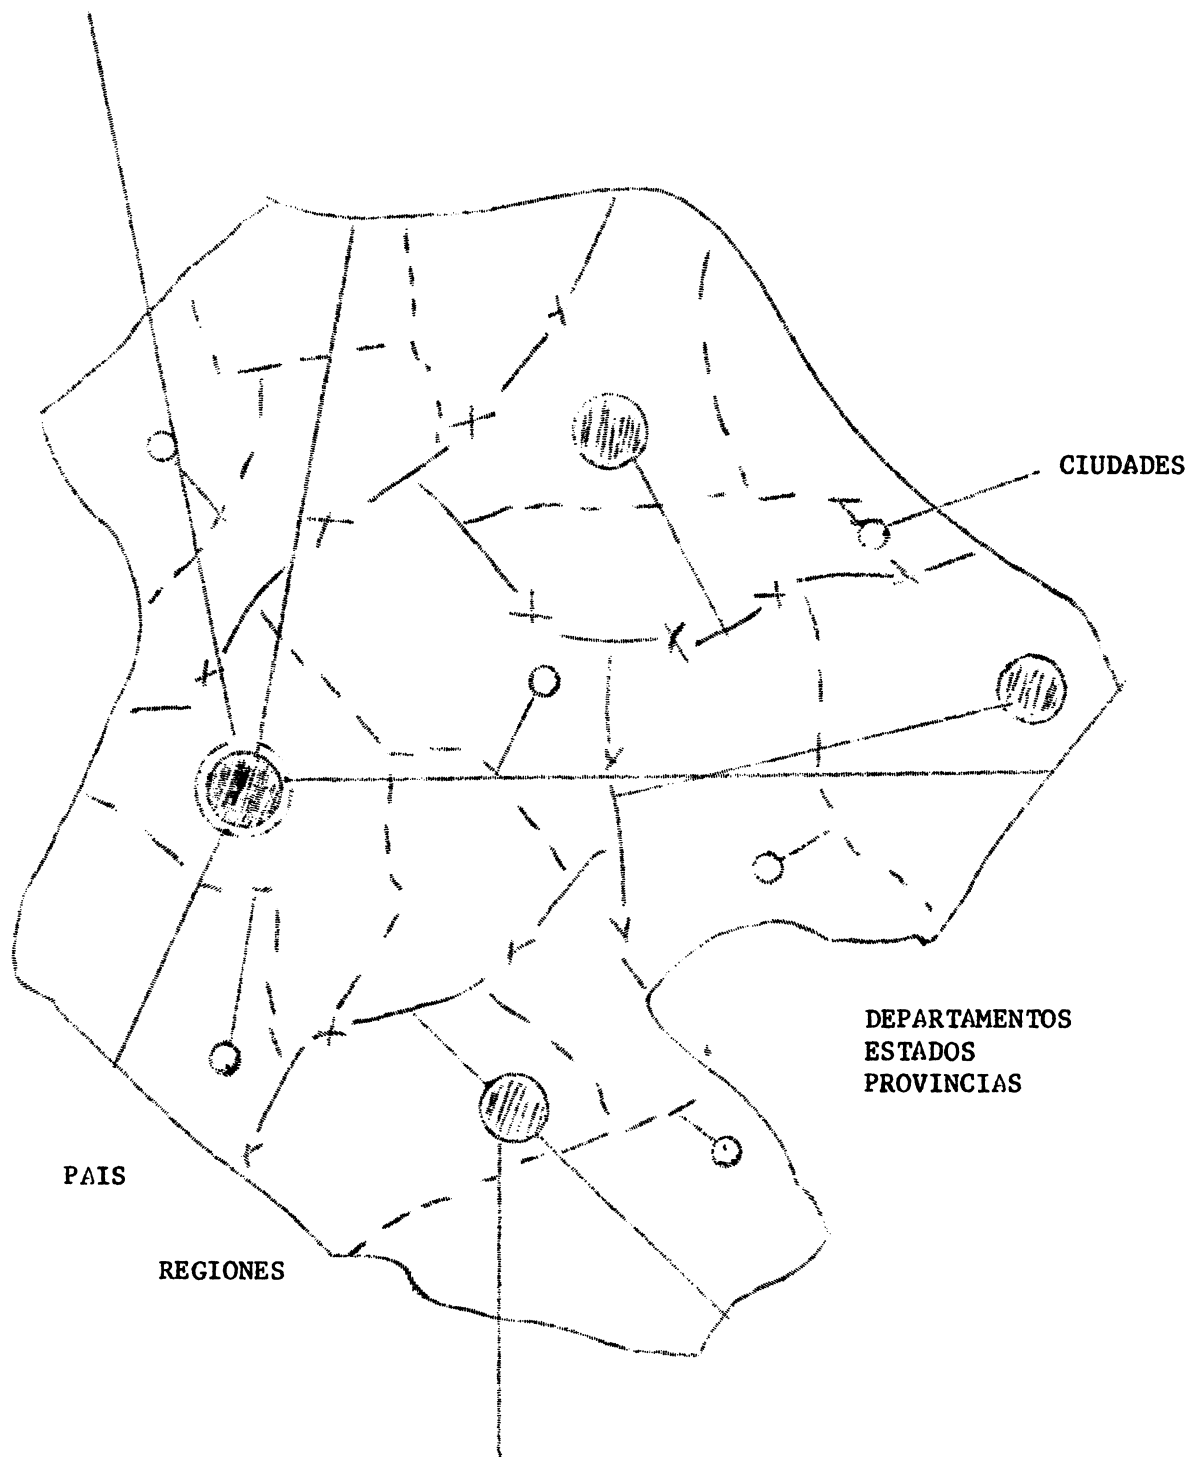 CIUDADES
DEPARTAMENTOS
ESTADOS
PROVINCIAS
PAIS
REGIONES